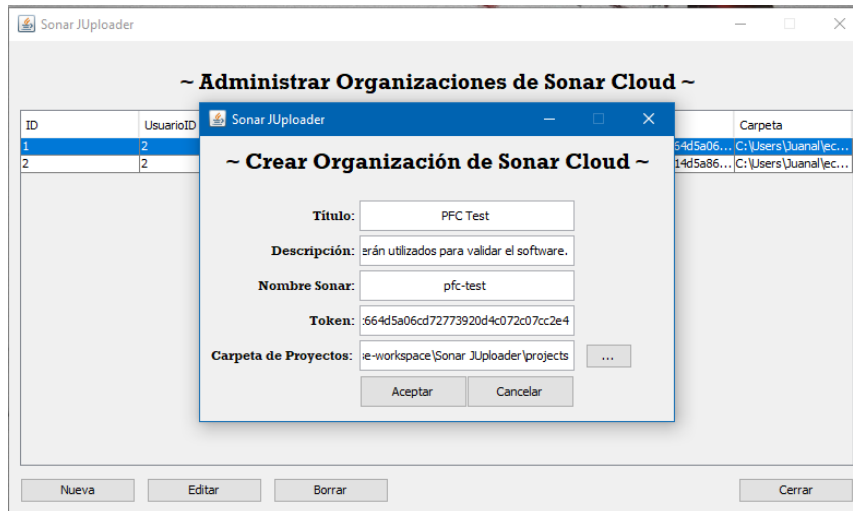 Sonar JUploader
~ Administrar Organizaciones de Sonar Cloud ~
ID UsuarioID Carpeta
1 2 64d5a06... C:\Users\Juanal\ec...
2 2 14d5a86... C:\Users\Juanal\ec...
Sonar JUploader
~ Crear Organización de Sonar Cloud ~
Título: PFC Test
Descripción: erán utilizados para validar el software.
Nombre Sonar: pfc-test
Token: :664d5a06cd72773920d4c072c07cc2e4
Carpeta de Proyectos: se-workspace\Sonar JUploader\projects ...
Aceptar Cancelar
Nueva Editar Borrar Cerrar